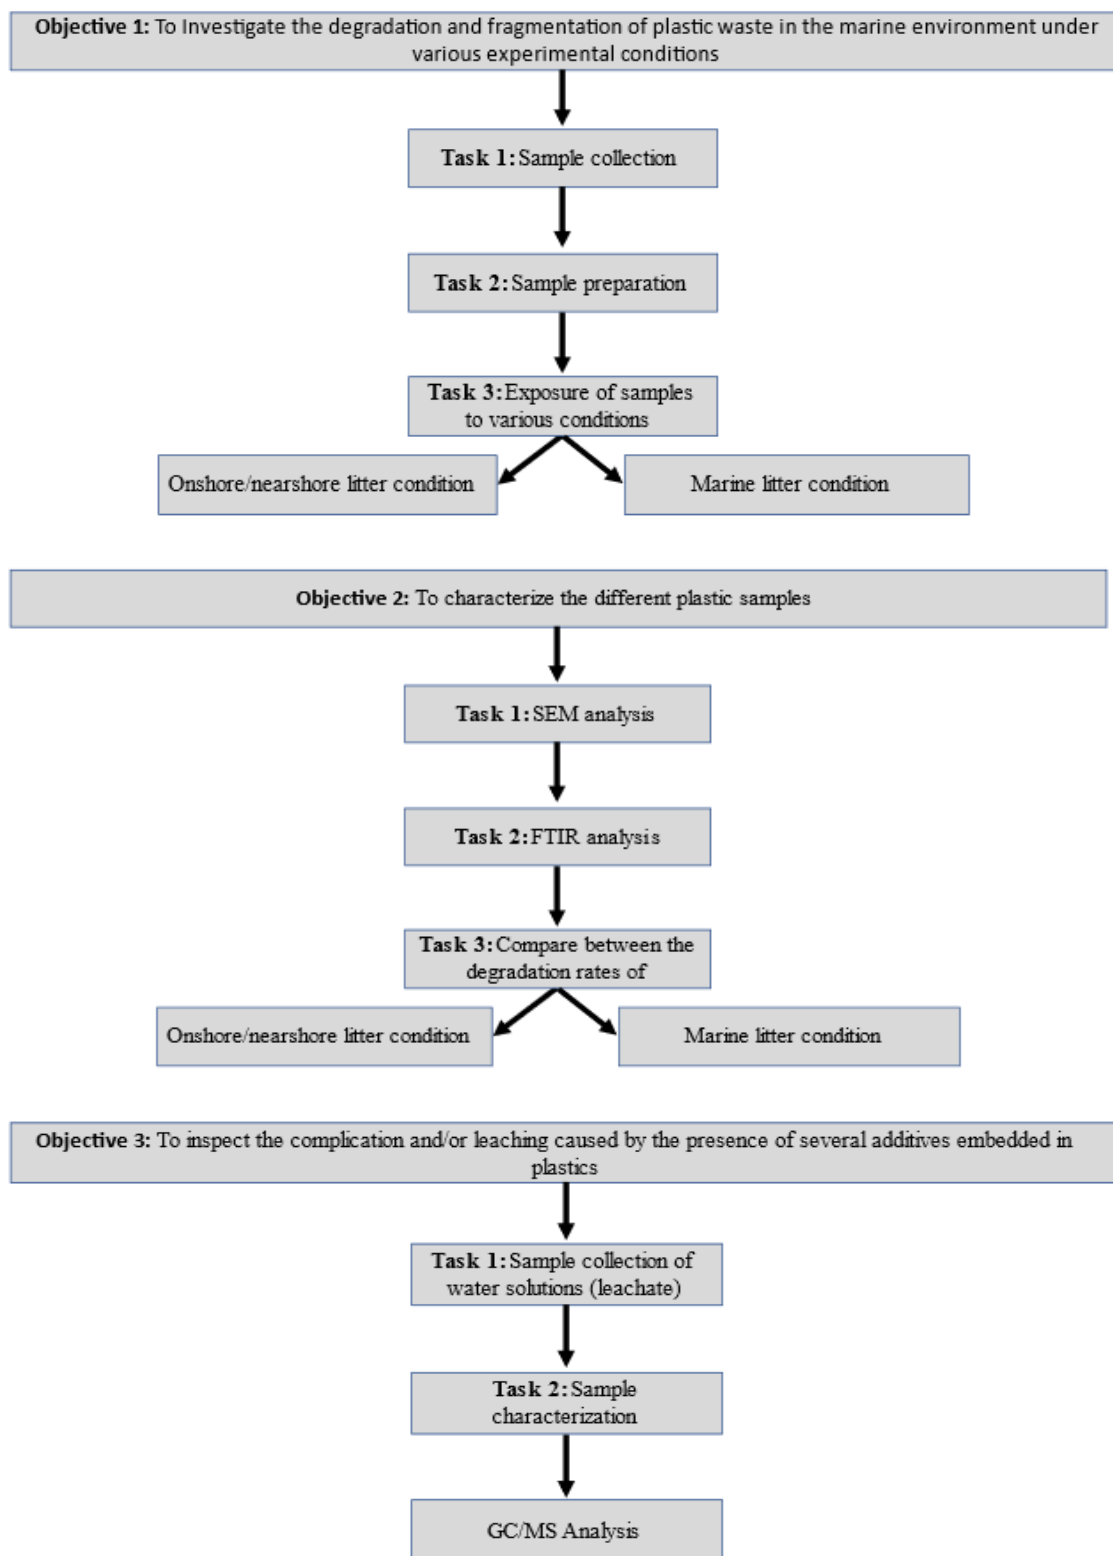 Objective 1: To Investigate the degradation and fragmentation of plastic waste in the marine environment under
various experimental conditions
Task 1: Sample collection
Task 2: Sample preparation
Task 3: Exposure of samples
to various conditions
Onshore/nearshore litter condition
Marine litter condition
Objective 2: To characterize the different plastic samples
Task 1: SEM analysis
Task 2: FTIR analysis
Task 3: Compare between the
degradation rates of
Onshore/nearshore litter condition
Marine litter condition
Objective 3: To inspect the complication and/or leaching caused by the presence of several additives embedded in
plastics
Task 1: Sample collection of
water solutions (leachate)
Task 2: Sample
characterization
GC/MS Analysis